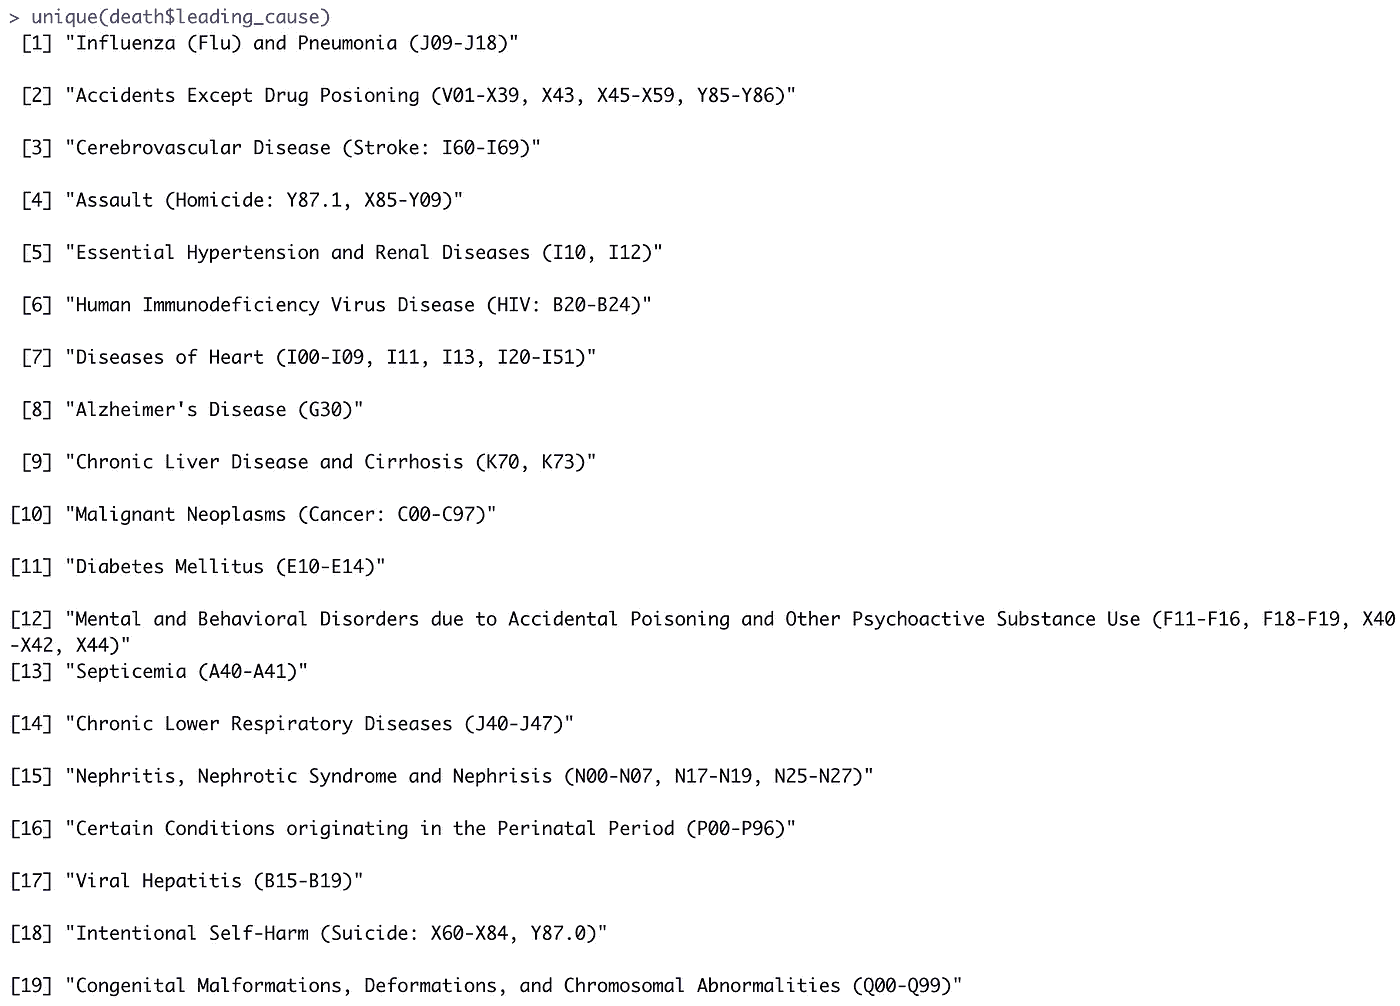 > unique(death$leading_cause)
[1] "Influenza (Flu) and Pneumonia (J09-J18)"
[2] "Accidents Except Drug Posioning (V01-X39, X43, X45-X59, Y85-Y86)"
[3] "Cerebrovascular Disease (Stroke: I60-I69)"
[4] "Assault (Homicide: Y87.1, X85-Y09)"
[5] "Essential Hypertension and Renal Diseases (I10, I12)"
[6] "Human Immunodeficiency Virus Disease (HIV: B20-B24)"
[7] "Diseases of Heart (I00-I09, I11, I13, I20-I51)"
[8] "Alzheimer's Disease (G30)"
[9] "Chronic Liver Disease and Cirrhosis (K70, K73)"
[10] "Malignant Neoplasms (Cancer: C00-C97)"
[11] "Diabetes Mellitus (E10-E14)"
[12] "Mental and Behavioral Disorders due to Accidental Poisoning and Other Psychoactive Substance Use (F11-F16, F18-F19, X40
-X42, X44)"
[13] "Septicemia (A40-A41)"
[14] "Chronic Lower Respiratory Diseases (J40-J47)"
[15] "Nephritis, Nephrotic Syndrome and Nephrisis (N00-N07, N17-N19, N25-N27)"
[16] "Certain Conditions originating in the Perinatal Period (P00-P96)"
[17] "Viral Hepatitis (B15-B19)"
[18] "Intentional Self-Harm (Suicide: X60-X84, Y87.0)"
[19] "Congenital Malformations, Deformations, and Chromosomal Abnormalities (Q00-Q99)"